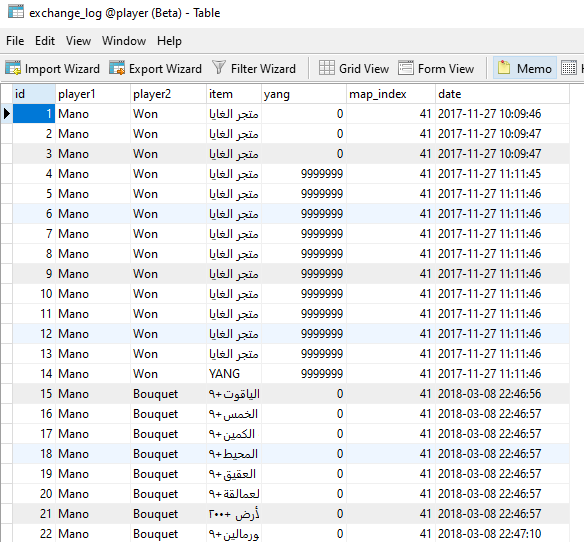 exchange_log @player (Beta) - Table
File Edit View Window Help
Import Wizard Export Wizard Filter Wizard Grid View Form View Memo
id player1 player2 item yang map_index date
1 Mano Won متجر الغايا 0 41 2017-11-27 10:09:46
2 Mano Won متجر الغايا 0 41 2017-11-27 10:09:47
3 Mano Won متجر الغايا 0 41 2017-11-27 10:09:47
4 Mano Won متجر الغايا 9999999 41 2017-11-27 11:11:45
5 Mano Won متجر الغايا 9999999 41 2017-11-27 11:11:46
6 Mano Won متجر الغايا 9999999 41 2017-11-27 11:11:46
7 Mano Won متجر الغايا 9999999 41 2017-11-27 11:11:46
8 Mano Won متجر الغايا 9999999 41 2017-11-27 11:11:46
9 Mano Won متجر الغايا 9999999 41 2017-11-27 11:11:46
10 Mano Won متجر الغايا 9999999 41 2017-11-27 11:11:46
11 Mano Won متجر الغايا 9999999 41 2017-11-27 11:11:46
12 Mano Won متجر الغايا 9999999 41 2017-11-27 11:11:46
13 Mano Won متجر الغايا 9999999 41 2017-11-27 11:11:46
14 Mano Won YANG 9999999 41 2017-11-27 11:11:46
15 Mano Bouquet الياقوت+٩ 0 41 2018-03-08 22:46:56
16 Mano Bouquet الخمس+٩ 0 41 2018-03-08 22:46:57
17 Mano Bouquet الكمين+٩ 0 41 2018-03-08 22:46:57
18 Mano Bouquet المحيط+٩ 0 41 2018-03-08 22:46:57
19 Mano Bouquet العقيق+٩ 0 41 2018-03-08 22:46:57
20 Mano Bouquet لعمالقة+٩ 0 41 2018-03-08 22:46:57
21 Mano Bouquet لأرض +٢٠٠ 0 41 2018-03-08 22:46:57
22 Mano Bouquet ورمالين+٩ 0 41 2018-03-08 22:47:10